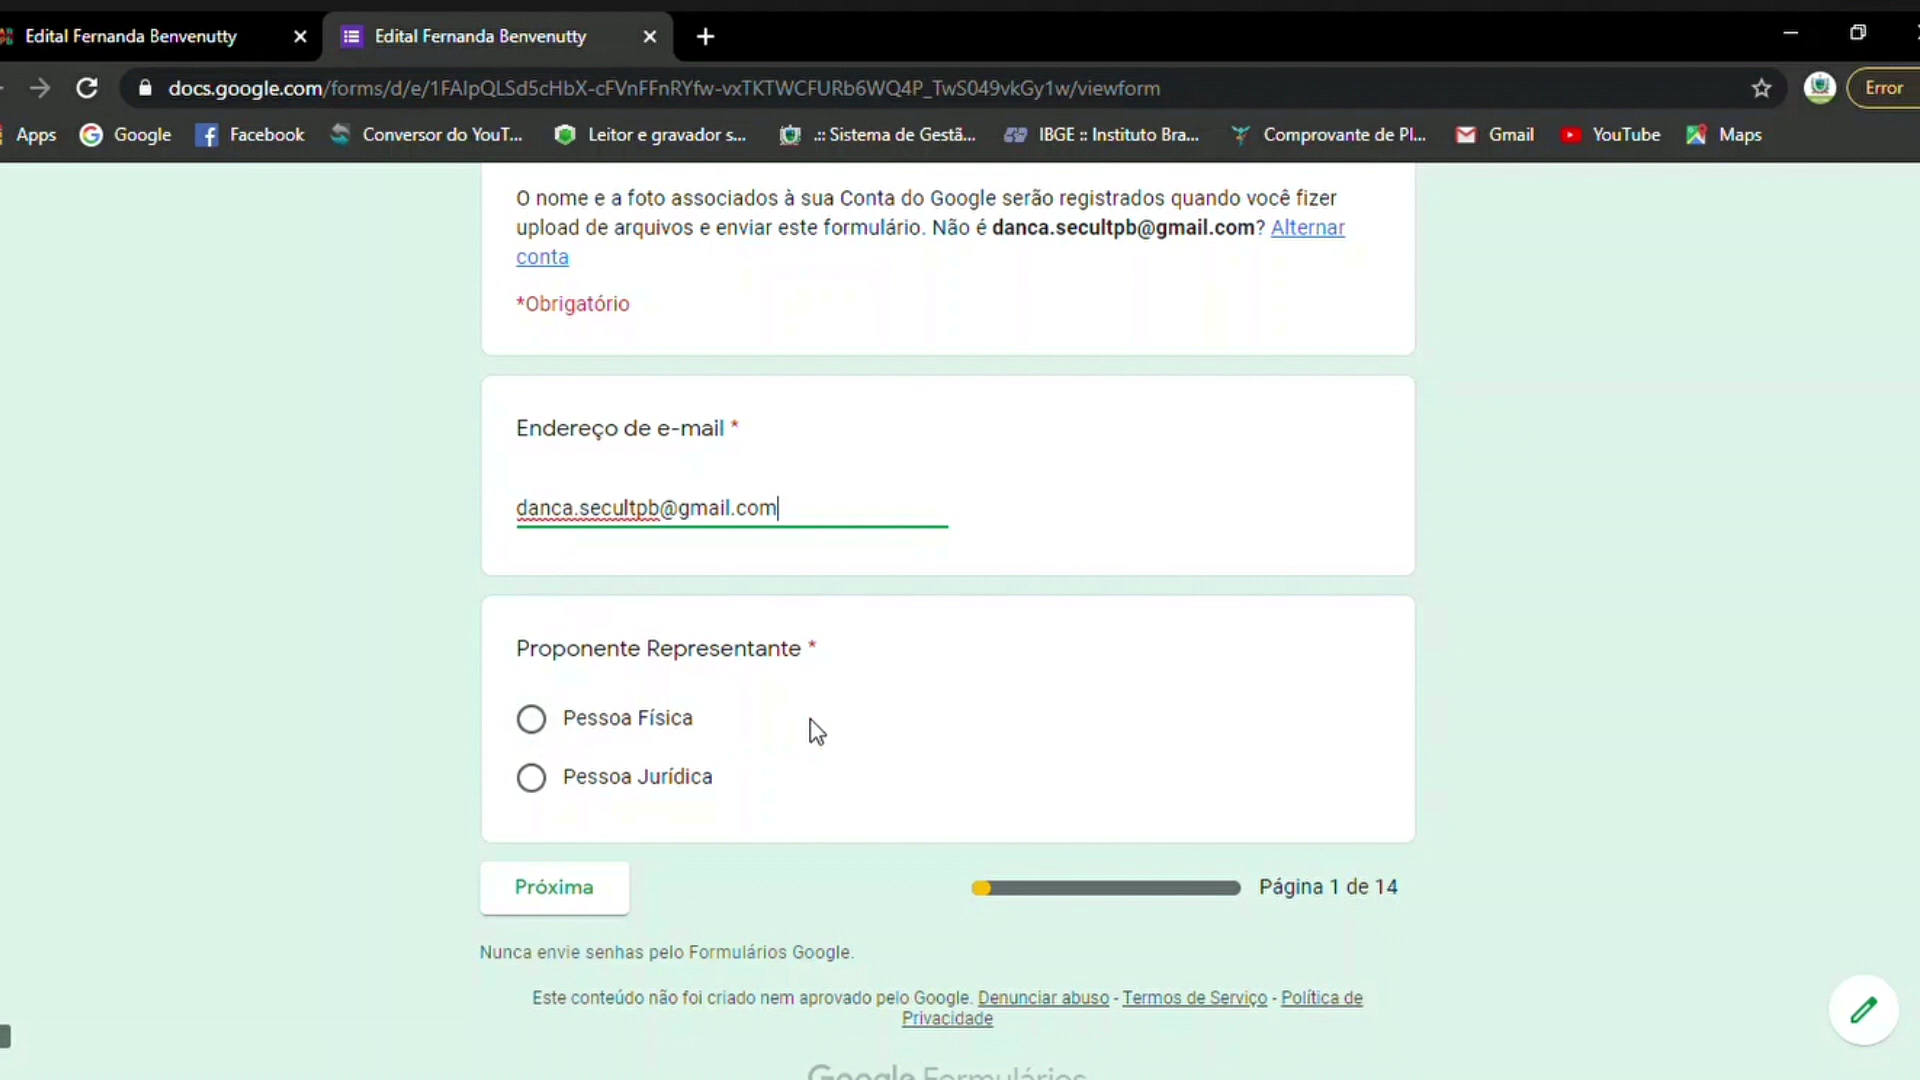 Edital Fernanda Benvenutty
Edital Fernanda Benvenutty
docs.google.com/forms/d/e/1FAIpQLSd5cHbX-cFVnFFnRYfw-vxTKTWCFURb6WQ4P_TwS049vkGy1w/viewform
Error
Apps Google Facebook Conversor do YouT... Leitor e gravador s... .:: Sistema de Gestã... IBGE :: Instituto Bra... Comprovante de Pl... Gmail YouTube Maps
O nome e a foto associados à sua Conta do Google serão registrados quando você fizer
upload de arquivos e enviar este formulário. Não é danca.secultpb@gmail.com? Alternar
conta
*Obrigatório
Endereço de e-mail *
danca.secultpb@gmail.com
Proponente Representante *
Pessoa Física
Pessoa Jurídica
Próxima
Página 1 de 14
Nunca envie senhas pelo Formulários Google.
Este conteúdo não foi criado nem aprovado pelo Google. Denunciar abuso - Termos de Serviço - Política de
Privacidade
Google Formulários